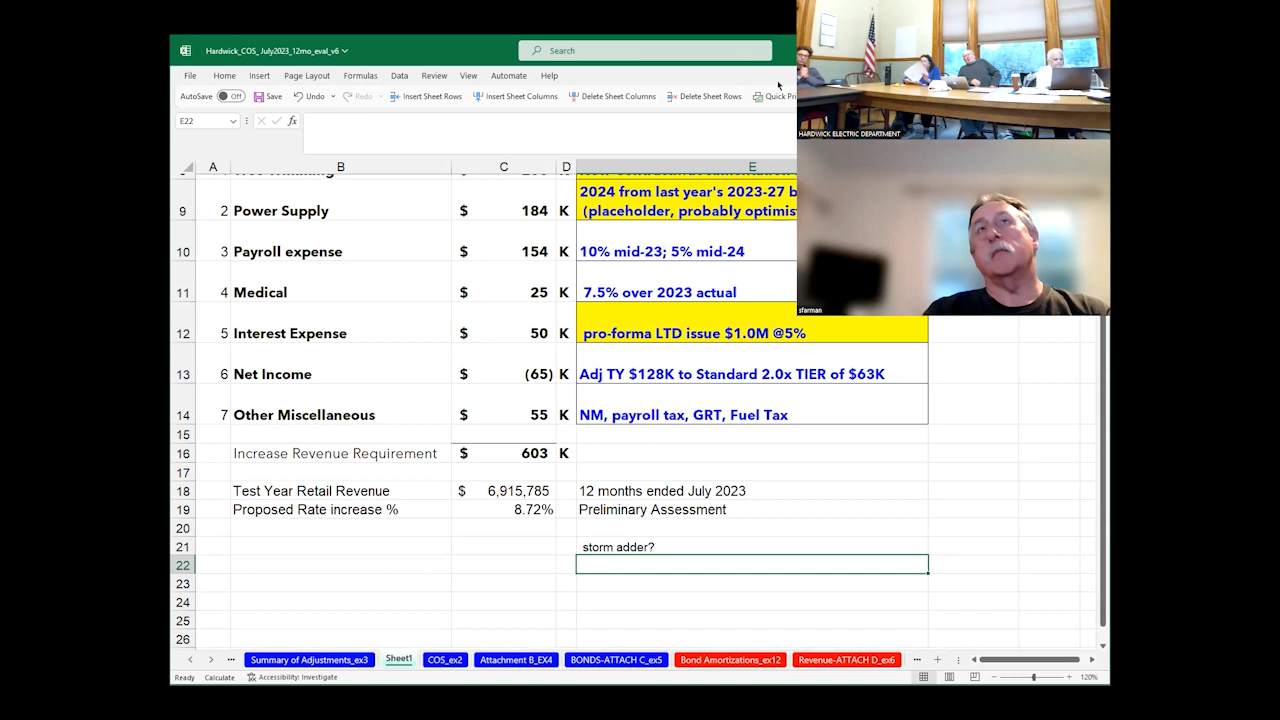 Hardwick_COS_ July2023_12mo_eval_v6
Search
File Home Insert Page Layout Formulas Data Review View Automate Help
AutoSave Off Save Undo Redo Insert Sheet Rows Insert Sheet Columns Delete Sheet Columns Delete Sheet Rows Quick Pri
HARDWICK ELECTRIC DEPARTMENT
E22 fx
A B C D E
9 2 Power Supply $ 184 K 2024 from last year's 2023-27 b
(placeholder, probably optimis
10 3 Payroll expense $ 154 K 10% mid-23; 5% mid-24
11 4 Medical $ 25 K 7.5% over 2023 actual
sfarman
12 5 Interest Expense $ 50 K pro-forma LTD issue $1.0M @5%
13 6 Net Income $ (65) K Adj TY $128K to Standard 2.0x TIER of $63K
14 7 Other Miscellaneous $ 55 K NM, payroll tax, GRT, Fuel Tax
15
16 Increase Revenue Requirement $ 603 K
17
18 Test Year Retail Revenue $ 6,915,785 12 months ended July 2023
19 Proposed Rate increase % 8.72% Preliminary Assessment
20
21 storm adder?
22
23
24
25
26
Summary of Adjustments_ex3 Sheet1 COS_ex2 Attachment B_EX4 BONDS-ATTACH C_ex5 Bond Amortizations_ex12 Revenue-ATTACH D_ex6
Ready Calculate Accessibility: Investigate 120%